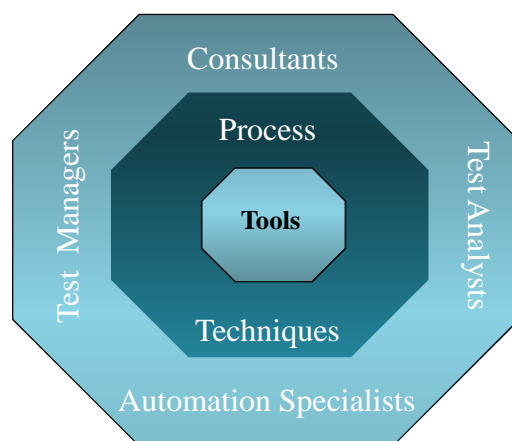 Consultants
Process
Test  Managers
Tools
Test Analysts
Techniques
Automation Specialists